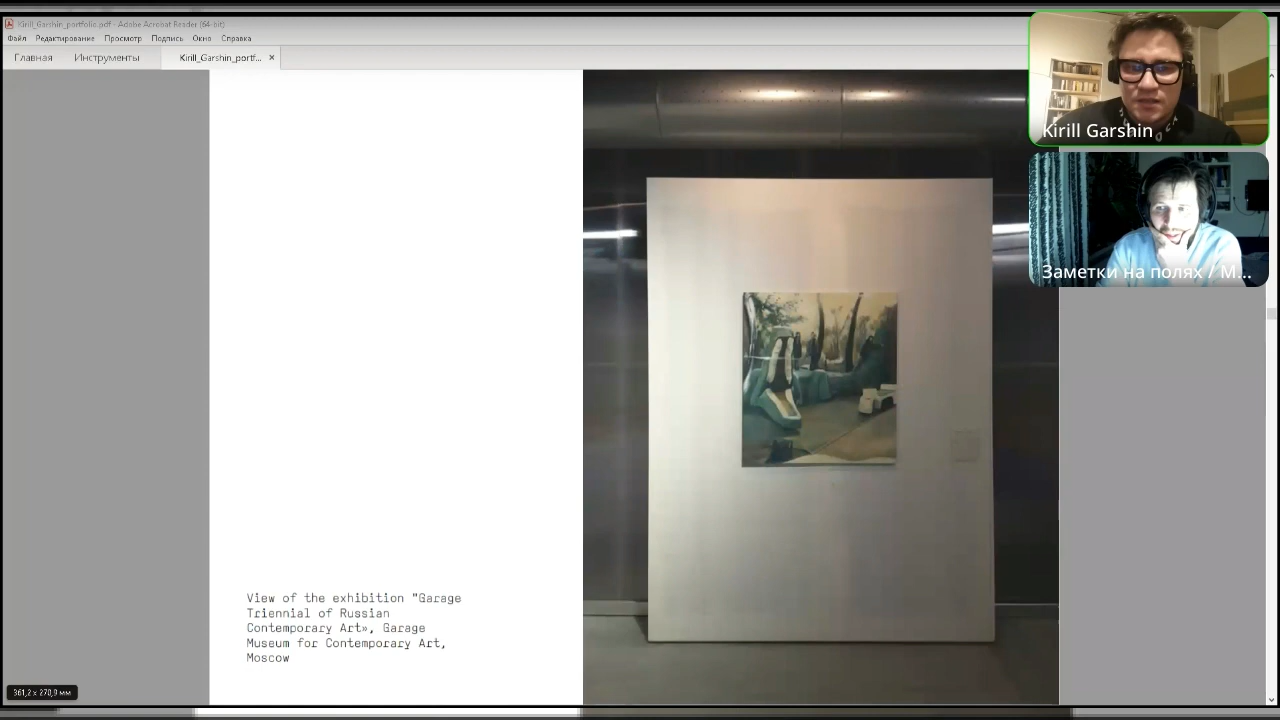 Kirill_Garshin_portfolio.pdf - Adobe Acrobat Reader (64-bit)
Файл Редактирование Просмотр Подпись Окно Справка
Главная Инструменты Kirill_Garshin_portf... ×
Kirill Garshin
Заметки на полях / М...
View of the exhibition "Garage
Triennial of Russian
Contemporary Art», Garage
Museum for Contemporary Art,
Moscow
361,2 x 270,9 мм